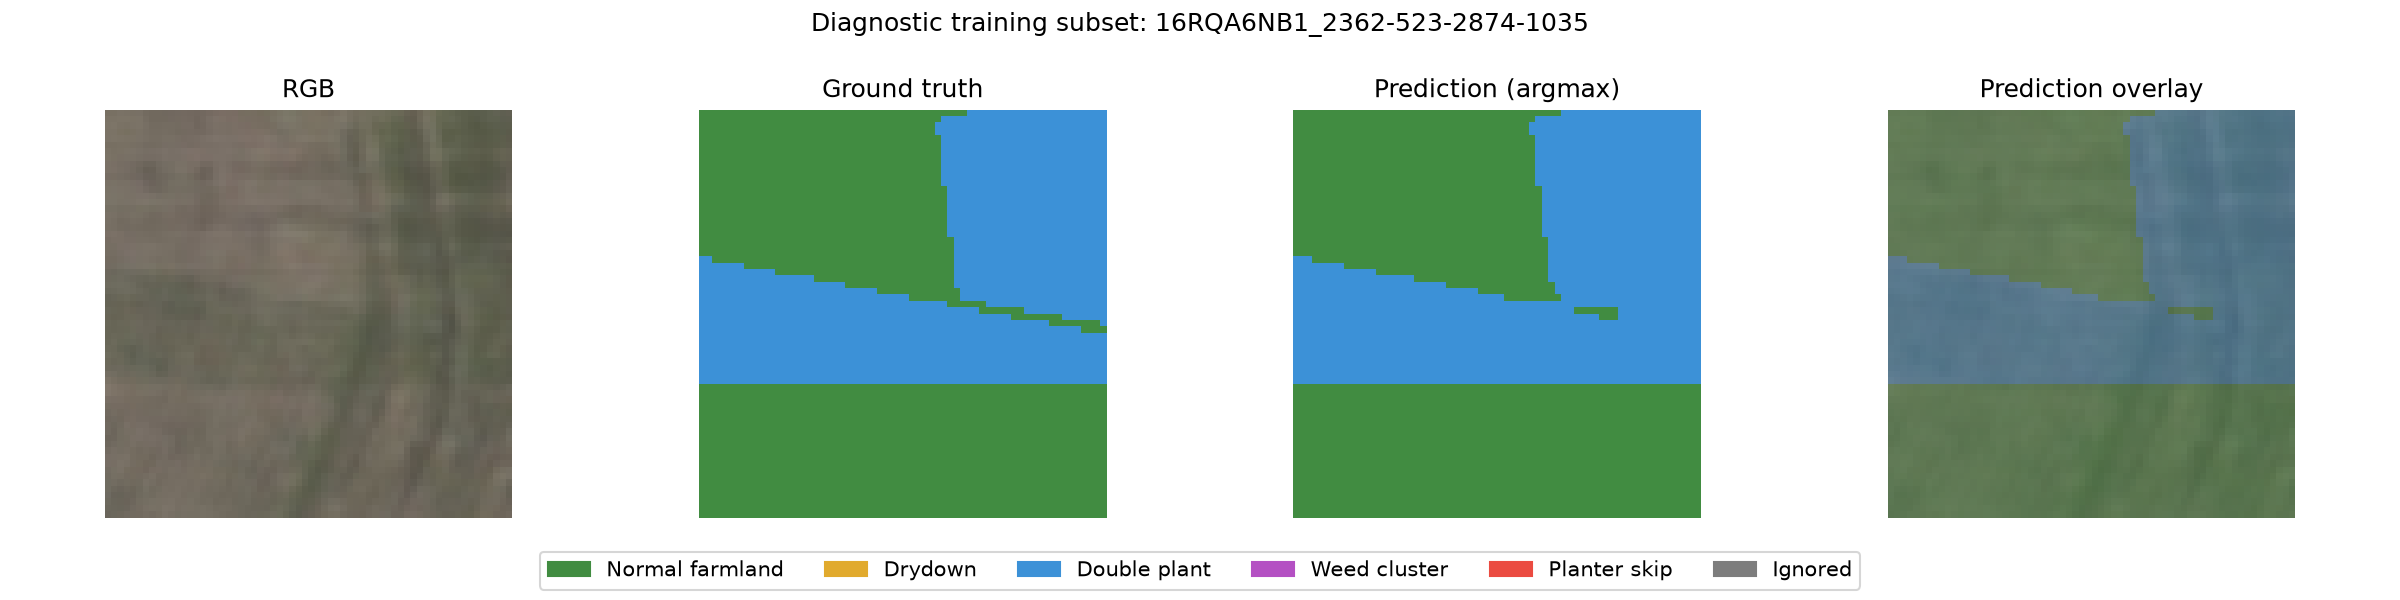 Diagnostic training subset: 16RQA6NB1_2362-523-2874-1035
RGB
Ground truth
Prediction (argmax)
Prediction overlay
Normal farmland
Drydown
Double plant
Weed cluster
Planter skip
Ignored